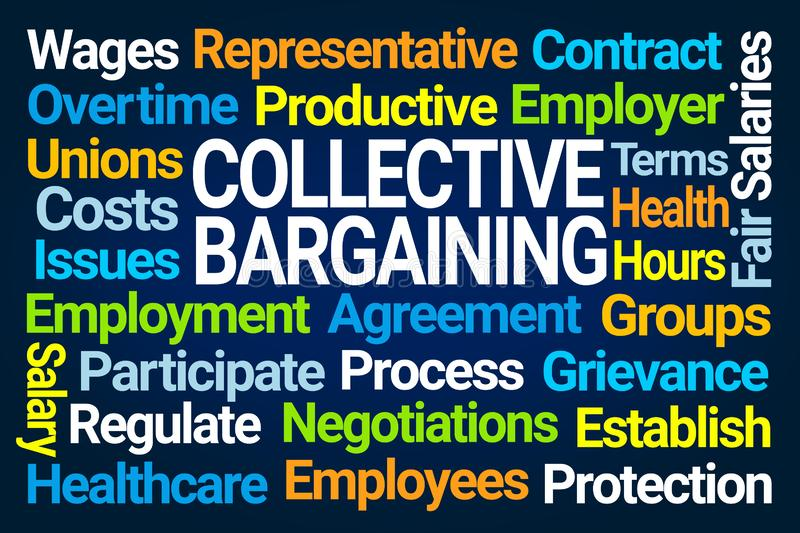 Wages Representative Contract
Overtime Productive Employer
Unions COLLECTIVE Terms
Costs BARGAINING Health
Issues Hours
Fair Salaries
Employment Agreement Groups
Salary
Participate Process Grievance
Regulate Negotiations Establish
Healthcare Employees Protection